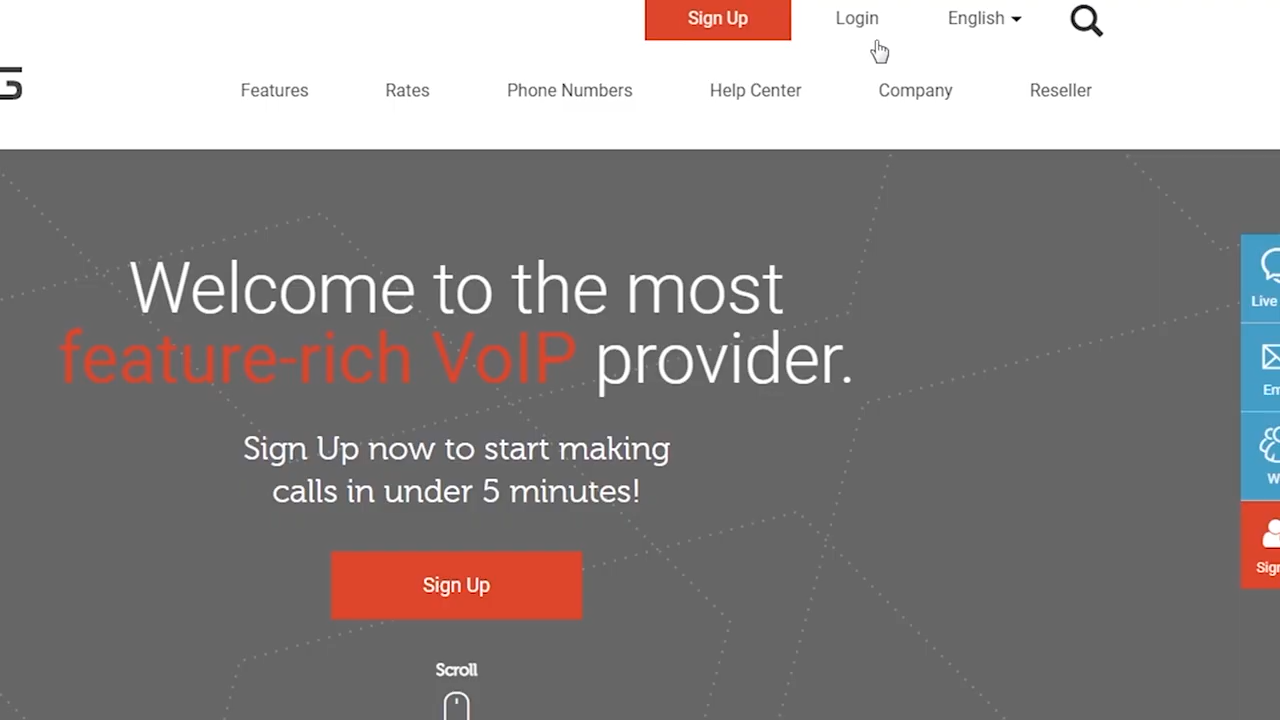 Sign Up Login English
Features Rates Phone Numbers Help Center Company Reseller
Welcome to the most
feature-rich VoIP provider.
Sign Up now to start making
calls in under 5 minutes!
Sign Up
Scroll
Live